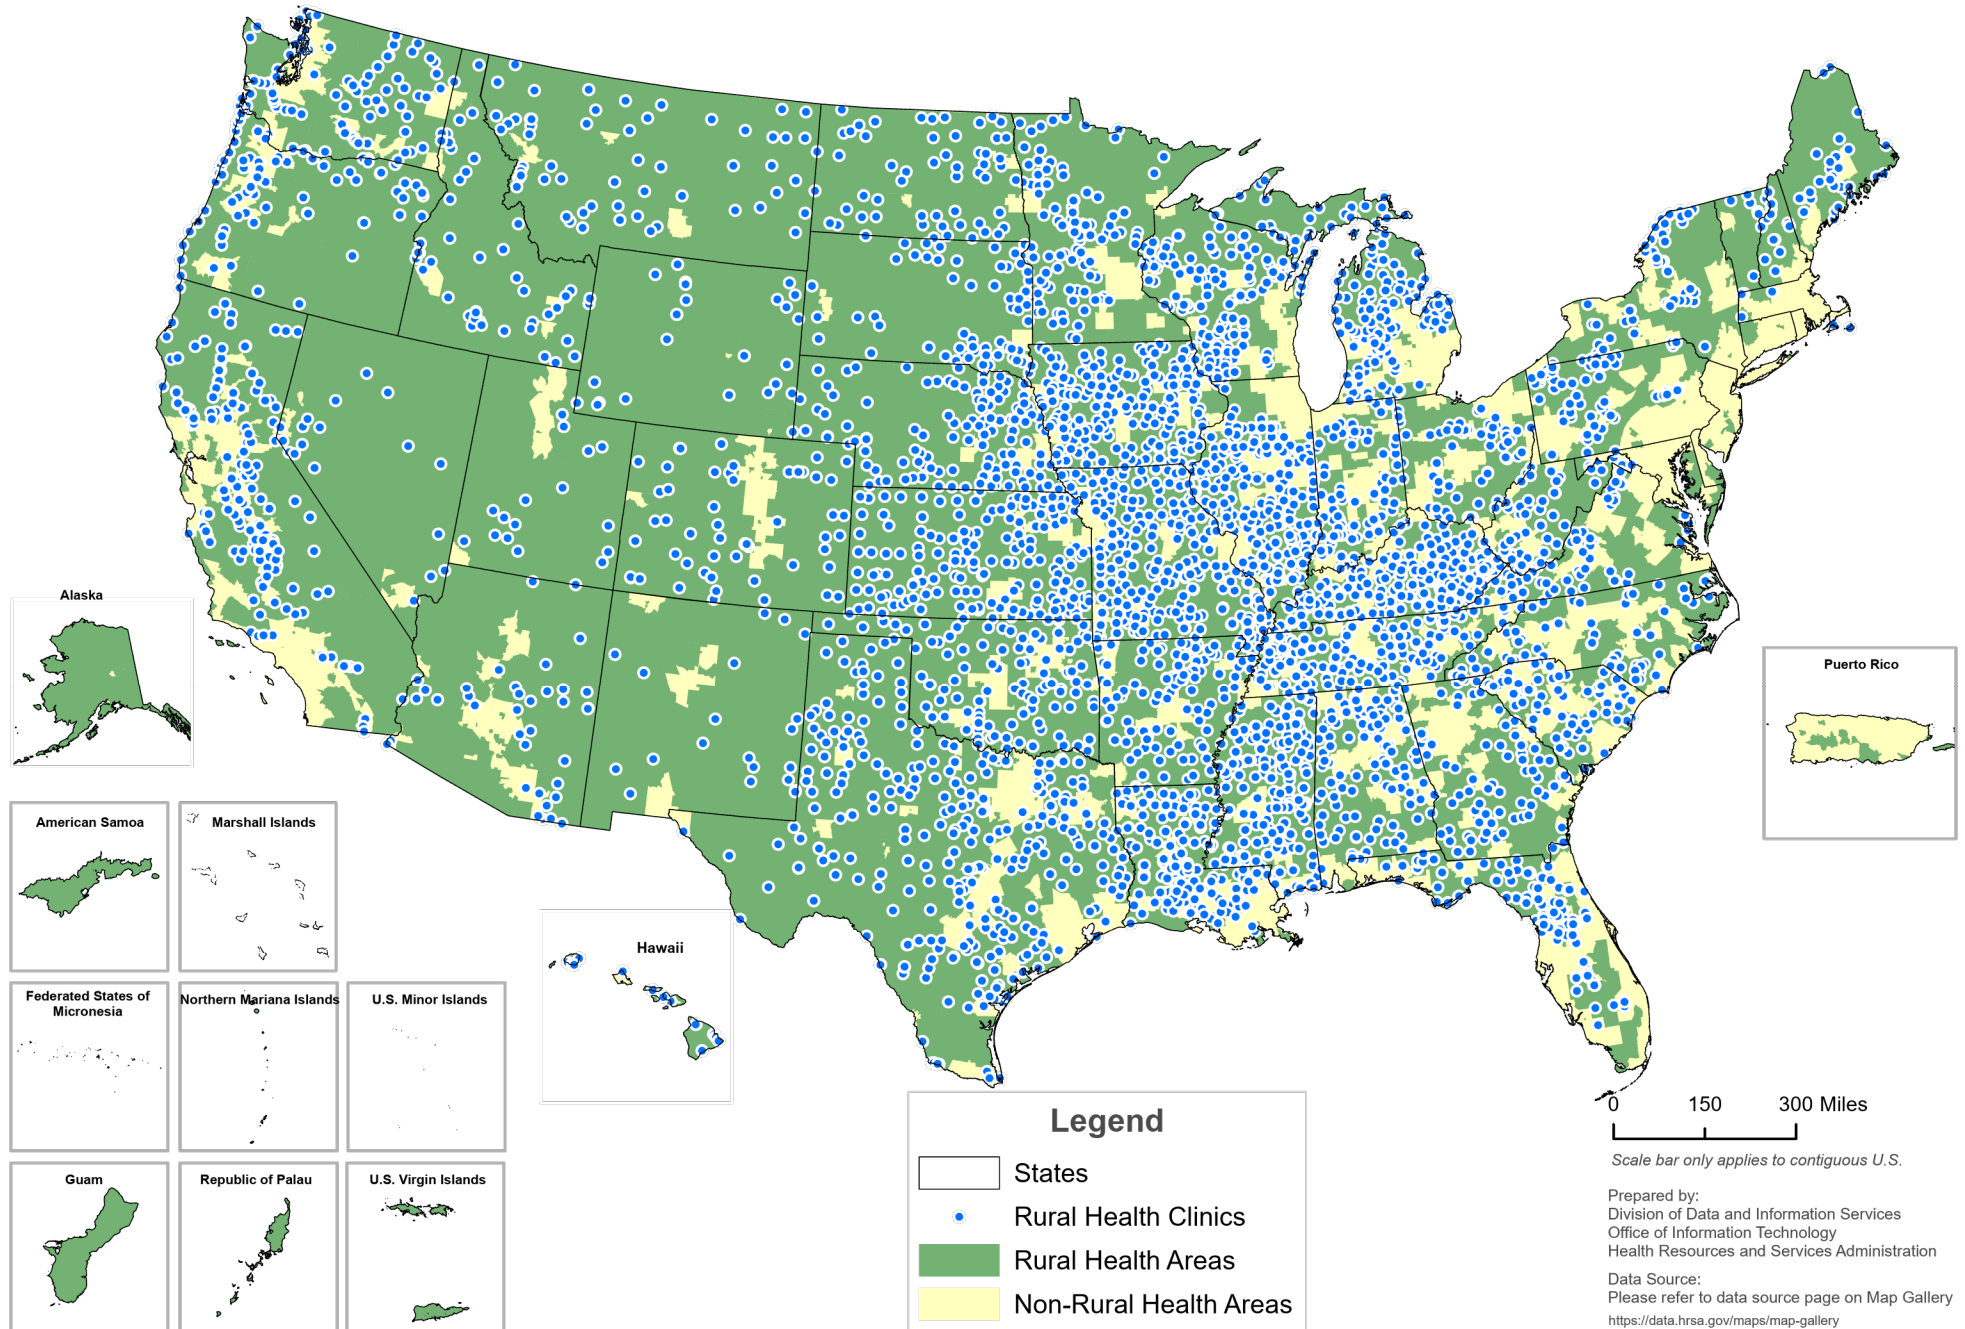 Alaska
Puerto Rico
American Samoa
Marshall Islands
Hawaii
Federated States of
Micronesia
Northern Mariana Islands
U.S. Minor Islands
Guam
Republic of Palau
U.S. Virgin Islands
Legend
States
Rural Health Clinics
Rural Health Areas
Non-Rural Health Areas
0 150 300 Miles
Scale bar only applies to contiguous U.S.
Prepared by:
Division of Data and Information Services
Office of Information Technology
Health Resources and Services Administration
Data Source:
Please refer to data source page on Map Gallery
https://data.hrsa.gov/maps/map-gallery